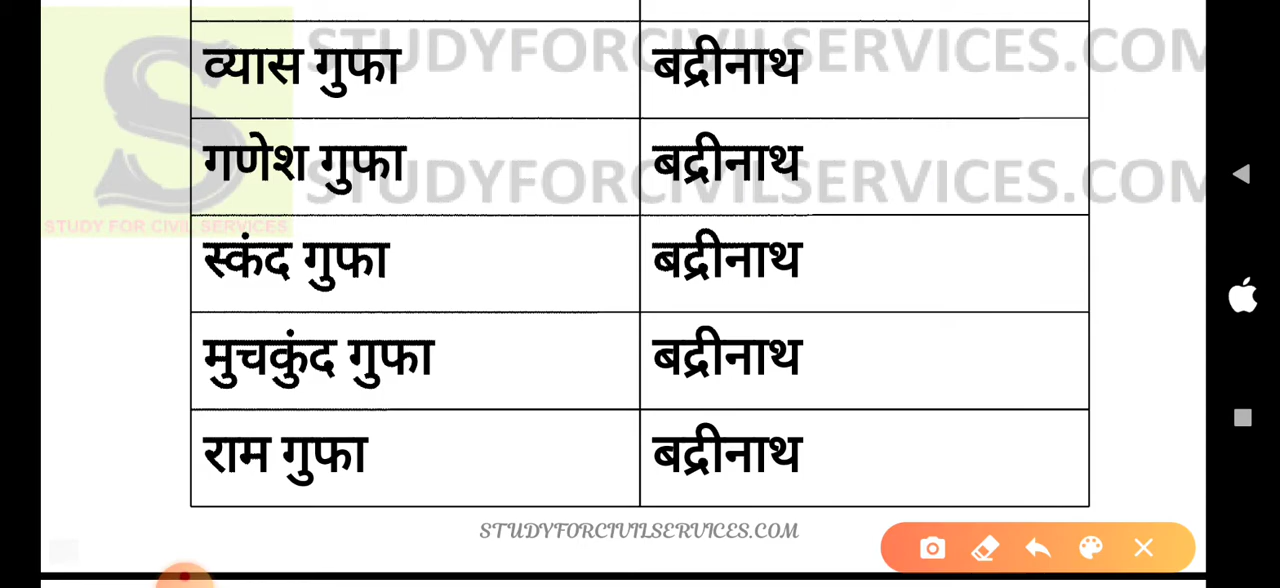 STUDYFORCIVILSERVICES.COM
व्यास गुफा बद्रीनाथ
गणेश गुफा बद्रीनाथ
STUDYFORCIVILSERVICES.COM
STUDY FOR CIVIL SERVICES
स्कंद गुफा बद्रीनाथ
मुचकुंद गुफा बद्रीनाथ
राम गुफा बद्रीनाथ
STUDYFORCIVILSERVICES.COM